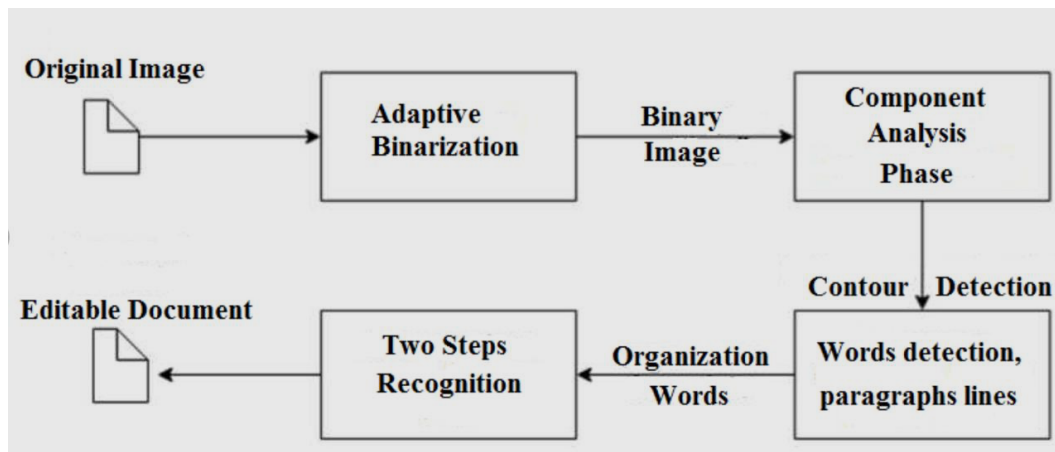 Original Image
Adaptive
Binarization
Binary
Image
Component
Analysis
Phase
Contour Detection
Words detection,
paragraphs lines
Organization
Words
Two Steps
Recognition
Editable Document